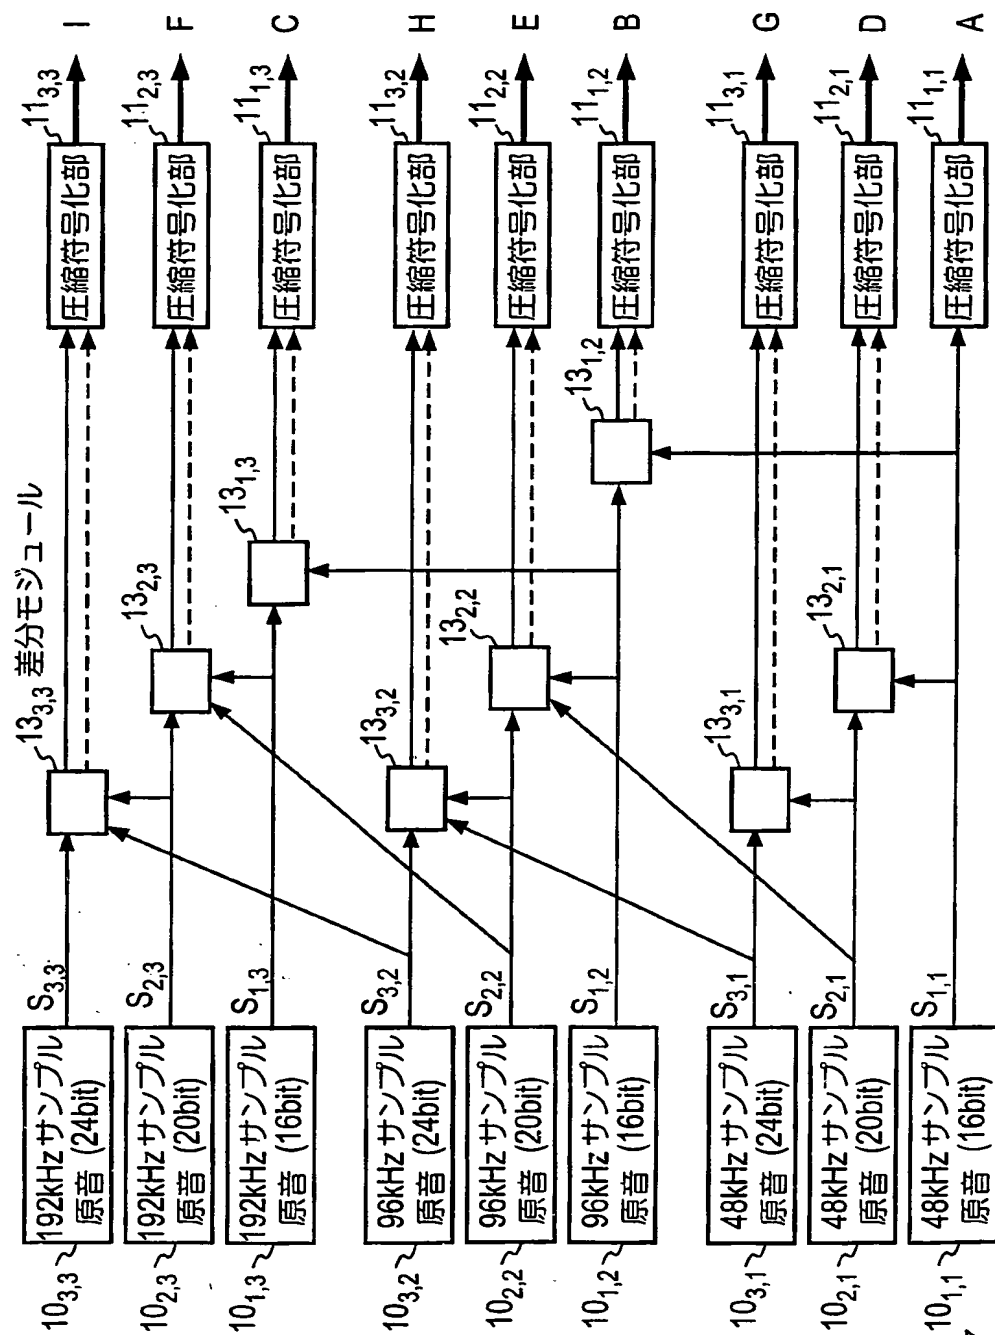 192kHzサンプル
原音 (24bit)
10₃,₃
S₃,₃
13₃,₃ 差分モジュール
圧縮符号化部
11₃,₃
I
192kHzサンプル
原音 (20bit)
10₂,₃
S₂,₃
13₂,₃
圧縮符号化部
11₂,₃
F
192kHzサンプル
原音 (16bit)
10₁,₃
S₁,₃
13₁,₃
圧縮符号化部
11₁,₃
C
96kHzサンプル
原音 (24bit)
10₃,₂
S₃,₂
13₃,₂
圧縮符号化部
11₃,₂
H
96kHzサンプル
原音 (20bit)
10₂,₂
S₂,₂
13₂,₂
圧縮符号化部
11₂,₂
E
96kHzサンプル
原音 (16bit)
10₁,₂
S₁,₂
13₁,₂
圧縮符号化部
11₁,₂
B
48kHzサンプル
原音 (24bit)
10₃,₁
S₃,₁
13₃,₁
圧縮符号化部
11₃,₁
G
48kHzサンプル
原音 (20bit)
10₂,₁
S₂,₁
13₂,₁
圧縮符号化部
11₂,₁
D
48kHzサンプル
原音 (16bit)
10₁,₁
S₁,₁
圧縮符号化部
11₁,₁
A